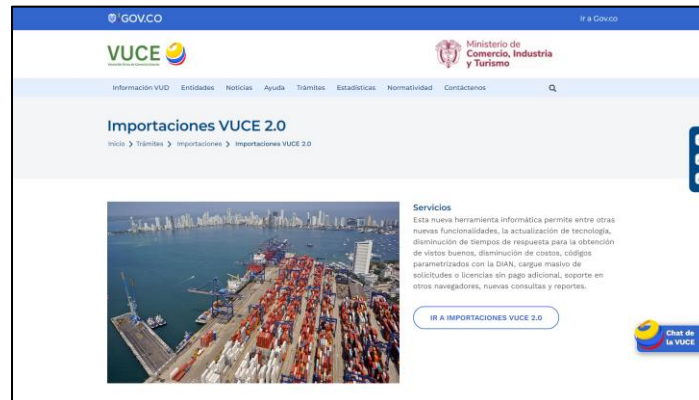 GOV.CO
Ir a Gov.co
VUCE
Ministerio de
Comercio, Industria
y Turismo
Información VUD Entidades Noticias Ayuda Trámites Estadísticas Normatividad Contáctenos
Importaciones VUCE 2.0
Inicio ❯ Trámites ❯ Importaciones ❯ Importaciones VUCE 2.0
Servicios
Esta nueva herramienta informática permite entre otras
nuevas funcionalidades, la actualización de tecnología,
disminución de tiempos de respuesta para la obtención
de vistos buenos, disminución de costos, códigos
parametrizados con la DIAN, cargue masivo de
solicitudes o licencias sin pago adicional, soporte en
otros navegadores, nuevas consultas y reportes.
IR A IMPORTACIONES VUCE 2.0
Chat de
la VUCE